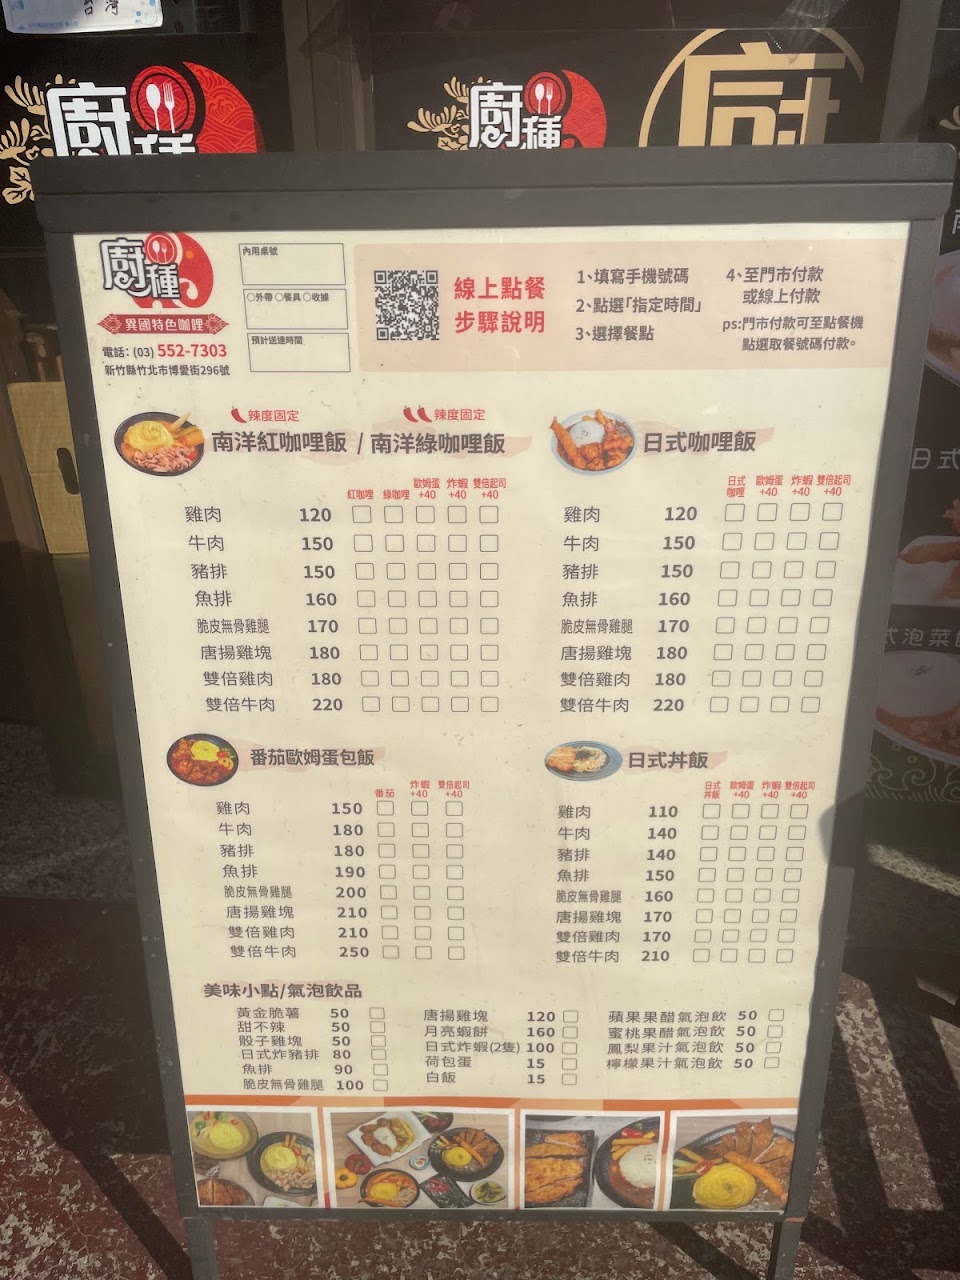 台灣
廚種
廚種
廚
廚種
異國特色咖哩
電話: (03) 552-7303
新竹縣竹北市博愛街296號
內用桌號
○外帶 ○餐具 ○收據
預計送達時間
線上點餐
步驟說明
1、填寫手機號碼
2、點選「指定時間」
3、選擇餐點
4、至門市付款
或線上付款
ps:門市付款可至點餐機
點選取餐號碼付款。
辣度固定 辣度固定
南洋紅咖哩飯 / 南洋綠咖哩飯
紅咖哩 綠咖哩 歐姆蛋+40 炸蝦+40 雙倍起司+40
雞肉 120
牛肉 150
豬排 150
魚排 160
脆皮無骨雞腿 170
唐揚雞塊 180
雙倍雞肉 180
雙倍牛肉 220
日式咖哩飯
日式咖哩 歐姆蛋+40 炸蝦+40 雙倍起司+40
雞肉 120
牛肉 150
豬排 150
魚排 160
脆皮無骨雞腿 170
唐揚雞塊 180
雙倍雞肉 180
雙倍牛肉 220
番茄歐姆蛋包飯
番茄 炸蝦+40 雙倍起司+40
雞肉 150
牛肉 180
豬排 180
魚排 190
脆皮無骨雞腿 200
唐揚雞塊 210
雙倍雞肉 210
雙倍牛肉 250
日式丼飯
日式丼飯 歐姆蛋+40 炸蝦+40 雙倍起司+40
雞肉 110
牛肉 140
豬排 140
魚排 150
脆皮無骨雞腿 160
唐揚雞塊 170
雙倍雞肉 170
雙倍牛肉 210
美味小點/氣泡飲品
黃金脆薯 50
甜不辣 50
骰子雞塊 50
日式炸豬排 80
魚排 90
脆皮無骨雞腿 100
唐揚雞塊 120
月亮蝦餅 160
日式炸蝦(2隻) 100
荷包蛋 15
白飯 15
蘋果果醋氣泡飲 50
蜜桃果醋氣泡飲 50
鳳梨果汁氣泡飲 50
檸檬果汁氣泡飲 50
日式
式泡菜